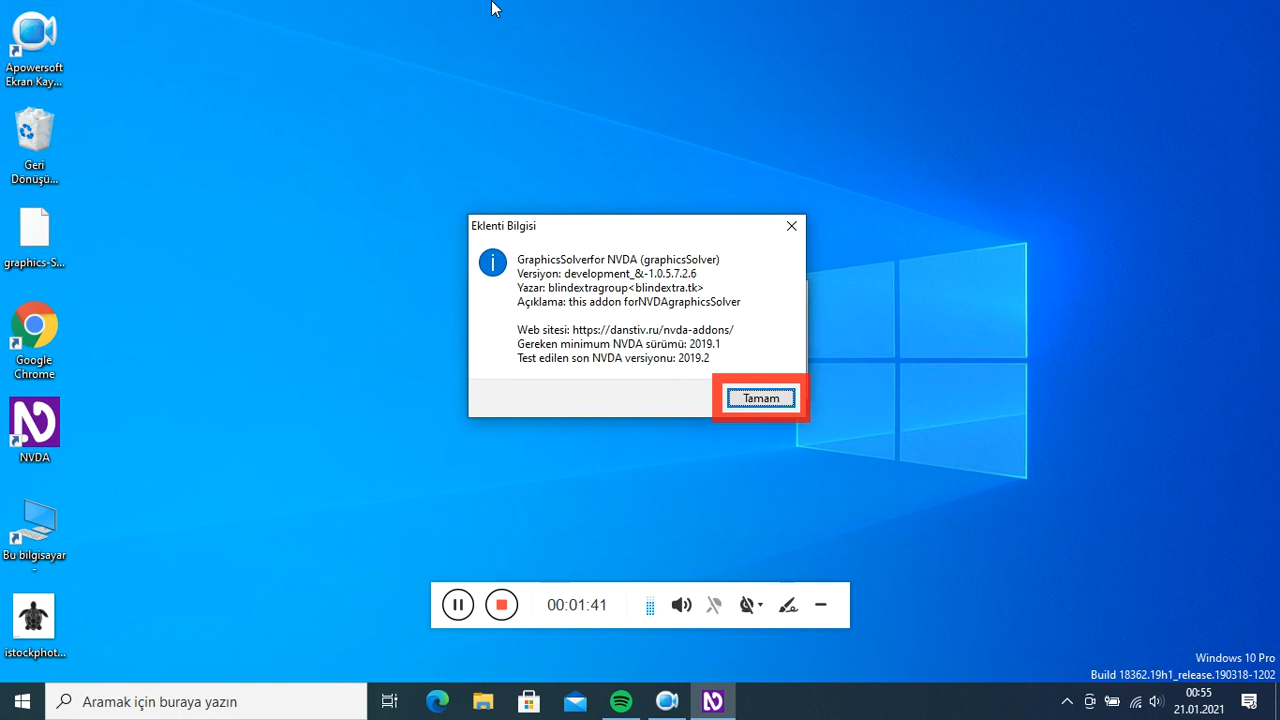 Apowersoft
Ekran Kay...
Geri
Dönüşü...
graphics-S...
Google
Chrome
NVDA
Bu bilgisayar
-
istockphot...
Eklenti Bilgisi
GraphicsSolverfor NVDA (graphicsSolver)
Versiyon: development_&-1.0.5.7.2.6
Yazar: blindextragroup<blindextra.tk>
Açıklama: this addon forNVDAgraphicsSolver
Web sitesi: https://danstiv.ru/nvda-addons/
Gereken minimum NVDA sürümü: 2019.1
Test edilen son NVDA versiyonu: 2019.2
Tamam
00:01:41
Windows 10 Pro
Build 18362.19h1_release.190318-1202
Aramak için buraya yazın
00:55
21.01.2021